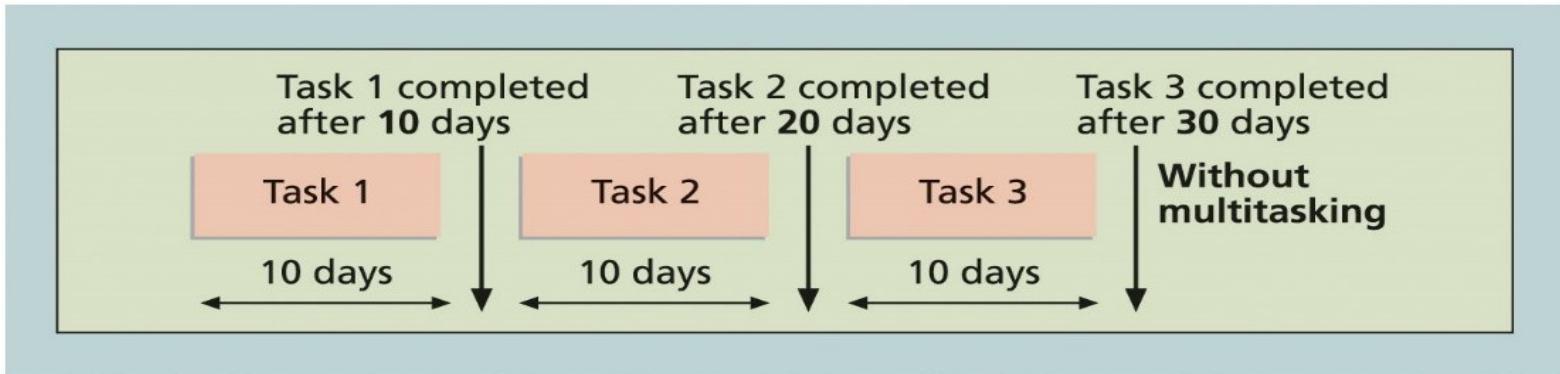 Task 1 completed
after 10 days
Task 2 completed
after 20 days
Task 3 completed
after 30 days
Task 1
Task 2
Task 3
Without
multitasking
10 days
10 days
10 days